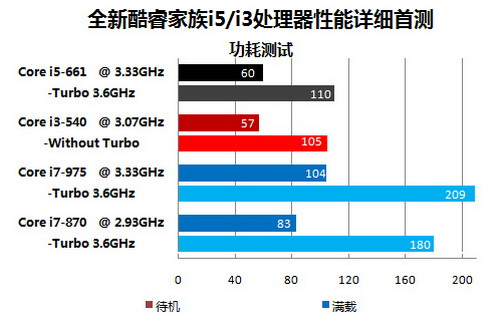 全新酷睿家族i5/i3处理器性能详细首测
功耗测试
Core i5-661 @ 3.33GHz 60
-Turbo 3.6GHz 110
Core i3-540 @ 3.07GHz 57
-Without Turbo 105
Core i7-975 @ 3.33GHz 104
-Turbo 3.6GHz 209
Core i7-870 @ 2.93GHz 83
-Turbo 3.6GHz 180
0 40 80 120 160 200
待机 满载